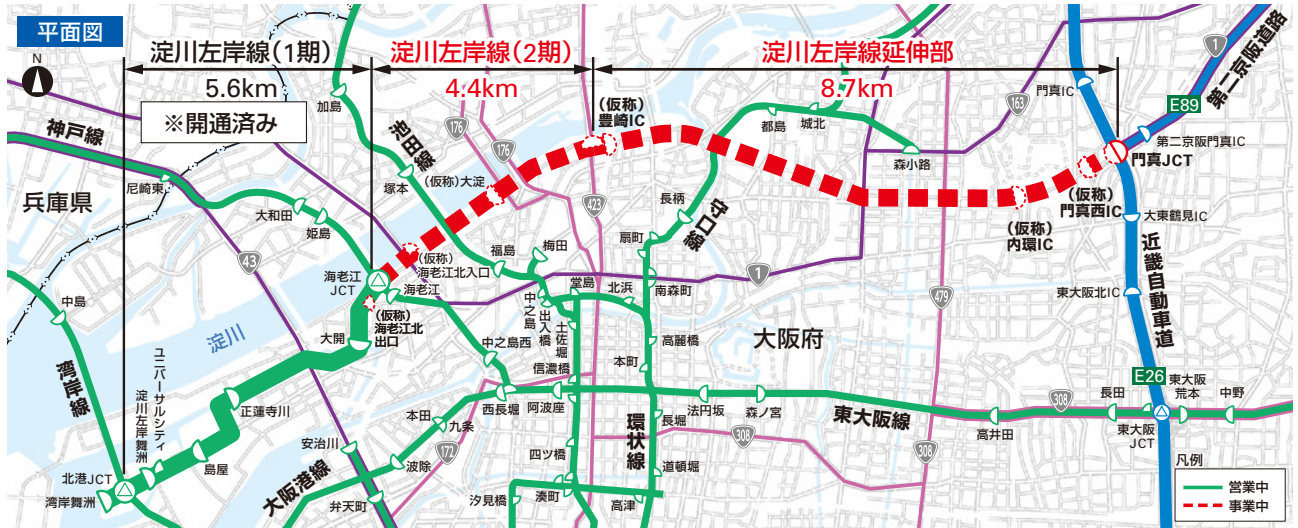 平面図
N
淀川左岸線(1期)
淀川左岸線(2期)
淀川左岸線延伸部
5.6km
4.4km
8.7km
※開通済み
兵庫県
大阪府
淀川
神戸線
池田線
守口線
湾岸線
大阪港線
環状線
東大阪線
近畿自動車道
第二京阪道路
E89
E26
1
163
176
176
423
43
1
479
172
308
308
308
308
加島
塚本
(仮称)大淀
(仮称)
豊崎IC
都島
城北
森小路
門真IC
第二京阪門真IC
門真JCT
(仮称)
門真西IC
(仮称)
内環IC
大東鶴見IC
東大阪北IC
尼崎東
大和田
姫島
海老江
JCT
(仮称)
海老江北入口
海老江
(仮称)
海老江北
出口
福島
梅田
長柄
扇町
南森町
堂島
北浜
中之島
出入橋
土佐堀
中之島西
信濃橋
高麗橋
本町
中島
大開
正蓮寺川
ユニバーサルシティ
淀川左岸舞洲
島屋
北港JCT
湾岸舞洲
安治川
弁天町
波除
九条
本田
西長堀
阿波座
四ツ橋
湊町
汐見橋
高津
道頓堀
長堀
法円坂
森ノ宮
高井田
長田
東大阪
荒本
中野
東大阪
JCT
凡例
営業中
事業中